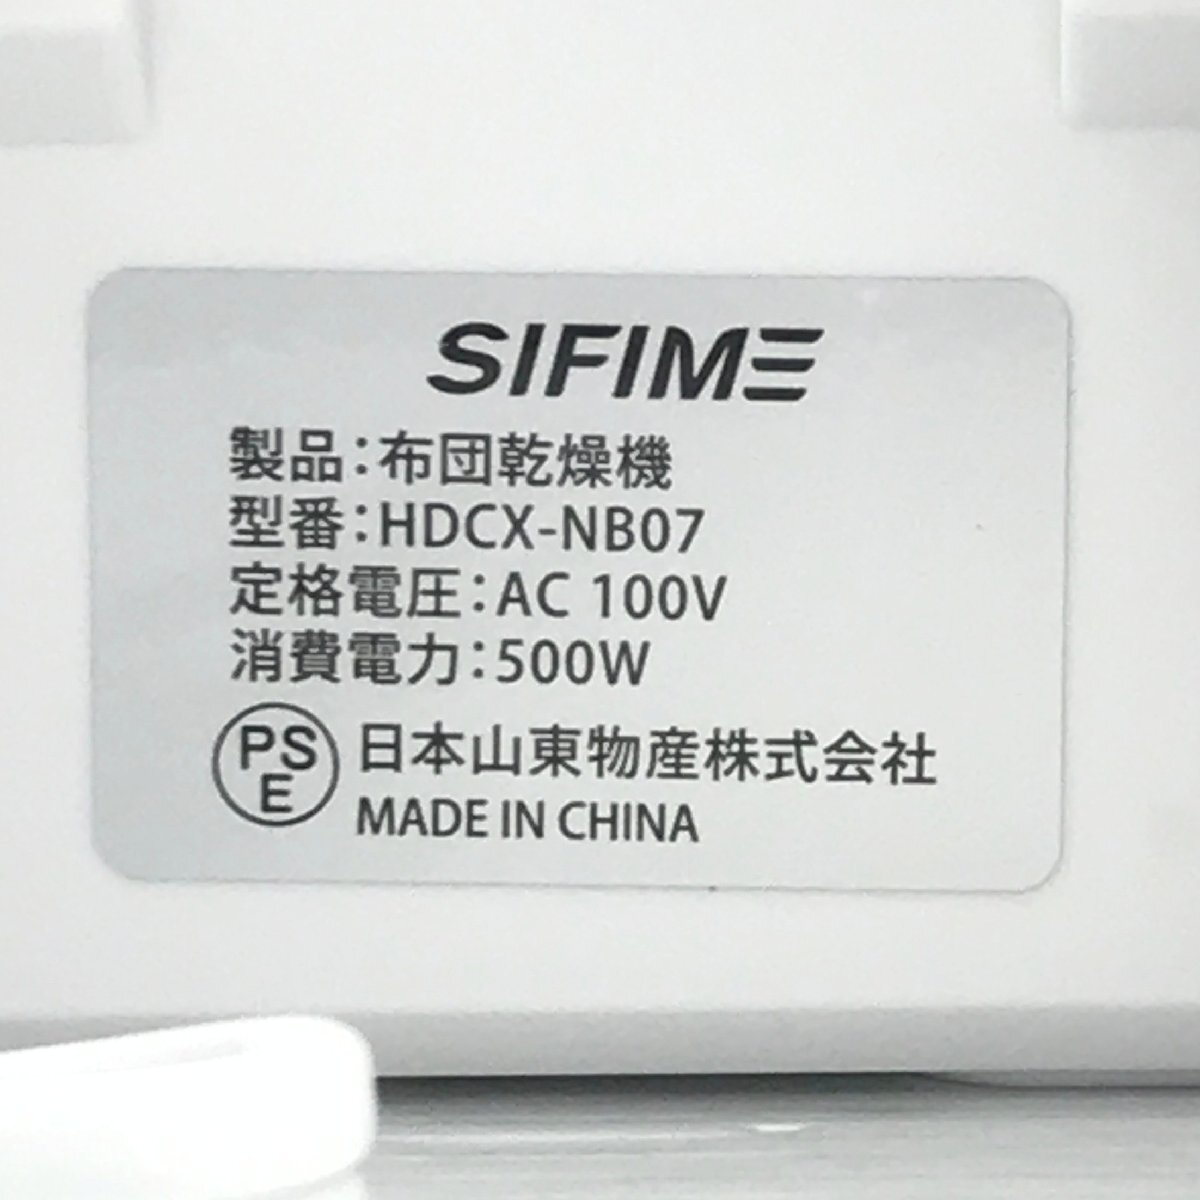 SIFIME
製品：布団乾燥機
型番：HDCX-NB07
定格電圧：AC 100V
消費電力：500W
PS
E
日本山東物産株式会社
MADE IN CHINA